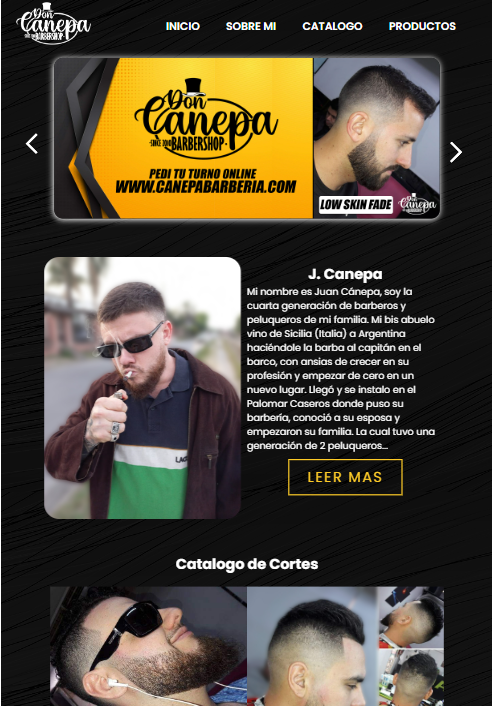 Don
Canepa
BARBERSHOP
INICIO SOBRE MI CATALOGO PRODUCTOS
Don
Canepa
SINCE 2010 BARBERSHOP
PEDI TU TURNO ONLINE
WWW.CANEPABARBERIA.COM
LOW SKIN FADE
Don
Canepa
J. Canepa
Mi nombre es Juan Cánepa, soy la
cuarta generación de barberos y
peluqueros de mi familia. Mi bis abuelo
vino de Sicilia (Italia) a Argentina
haciéndole la barba al capitán en el
barco, con ansias de crecer en su
profesión y empezar de cero en un
nuevo lugar. Llegó y se instalo en el
Palomar Caseros donde puso su
barbería, conoció a su esposa y
empezaron su familia. La cual tuvo una
generación de 2 peluqueros...
LEER MAS
Catalogo de Cortes